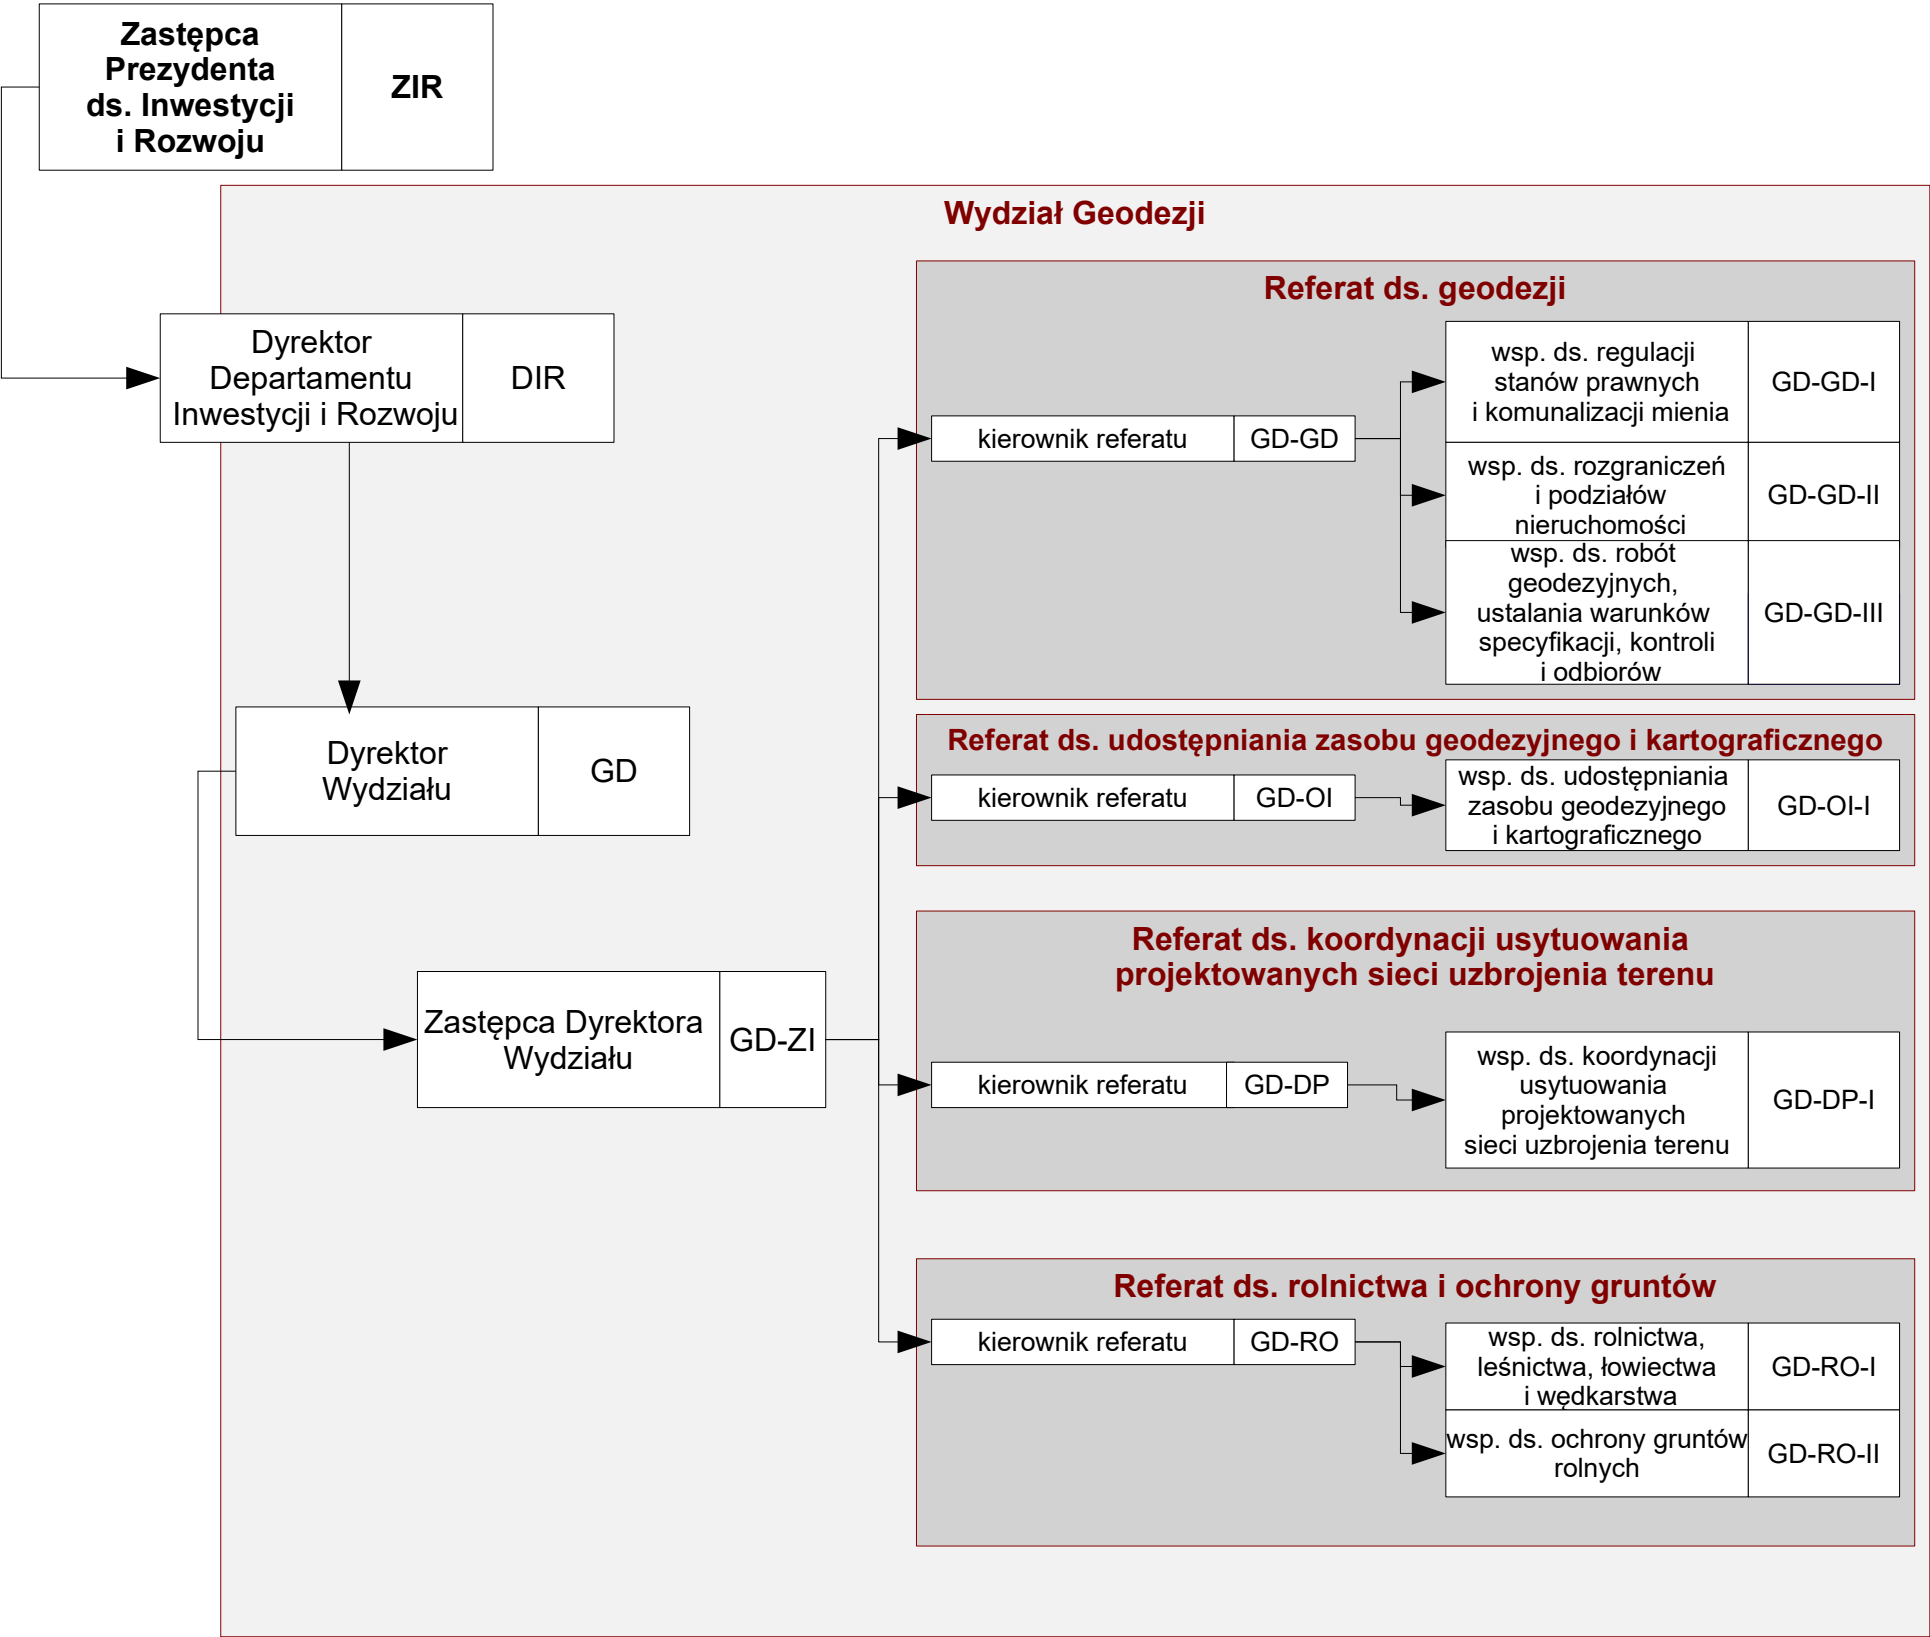 Zastępca
Prezydenta
ds. Inwestycji
i Rozwoju
ZIR
Wydział Geodezji
Dyrektor
Departamentu
Inwestycji i Rozwoju
DIR
Dyrektor
Wydziału
GD
Zastępca Dyrektora
Wydziału
GD-ZI
Referat ds. geodezji
kierownik referatu
GD-GD
wsp. ds. regulacji
stanów prawnych
i komunalizacji mienia
GD-GD-I
wsp. ds. rozgraniczeń
i podziałów
nieruchomości
GD-GD-II
wsp. ds. robót
geodezyjnych,
ustalania warunków
specyfikacji, kontroli
i odbiorów
GD-GD-III
Referat ds. udostępniania zasobu geodezyjnego i kartograficznego
kierownik referatu
GD-OI
wsp. ds. udostępniania
zasobu geodezyjnego
i kartograficznego
GD-OI-I
Referat ds. koordynacji usytuowania
projektowanych sieci uzbrojenia terenu
kierownik referatu
GD-DP
wsp. ds. koordynacji
usytuowania
projektowanych
sieci uzbrojenia terenu
GD-DP-I
Referat ds. rolnictwa i ochrony gruntów
kierownik referatu
GD-RO
wsp. ds. rolnictwa,
leśnictwa, łowiectwa
i wędkarstwa
GD-RO-I
wsp. ds. ochrony gruntów
rolnych
GD-RO-II